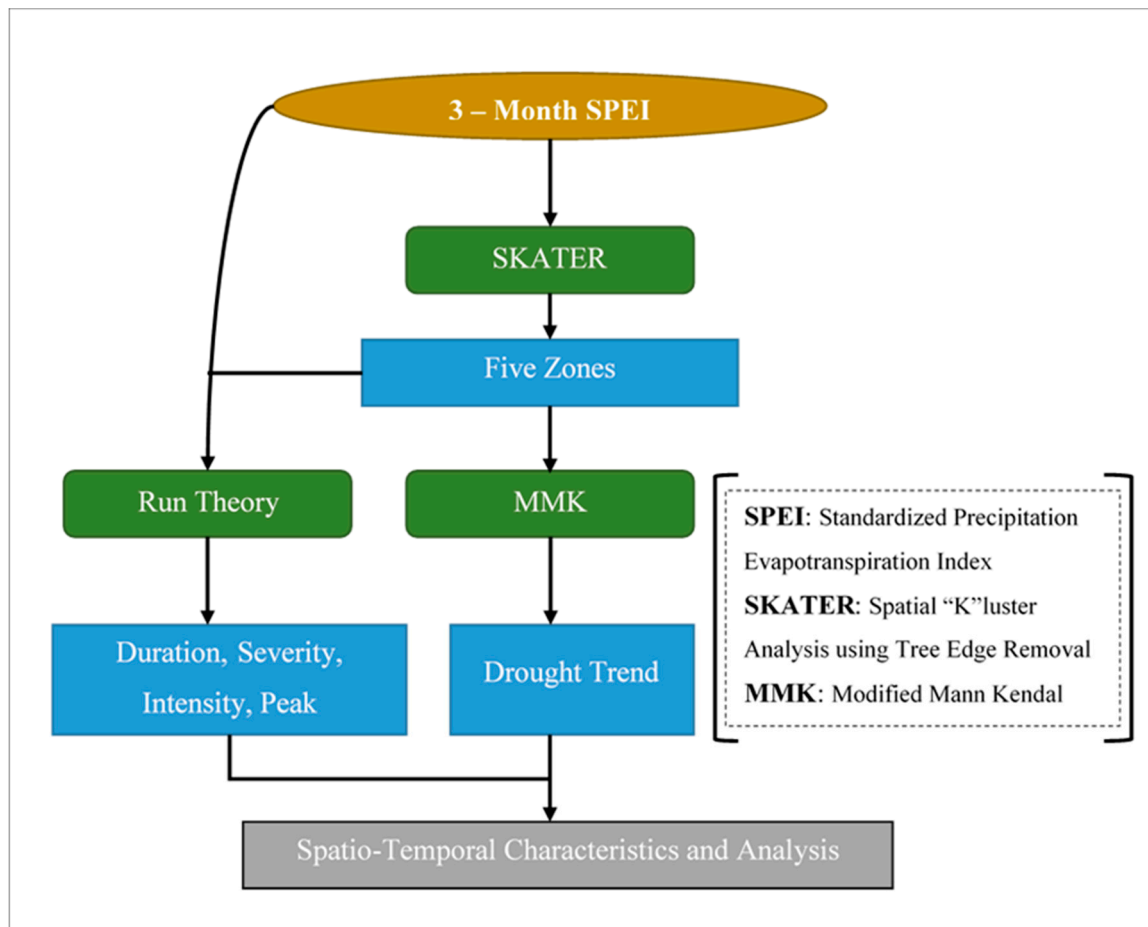 3 – Month SPEI
SKATER
Five Zones
Run Theory
MMK
Duration, Severity,
Intensity, Peak
Drought Trend
SPEI: Standardized Precipitation
Evapotranspiration Index
SKATER: Spatial “K”luster
Analysis using Tree Edge Removal
MMK: Modified Mann Kendal
Spatio-Temporal Characteristics and Analysis